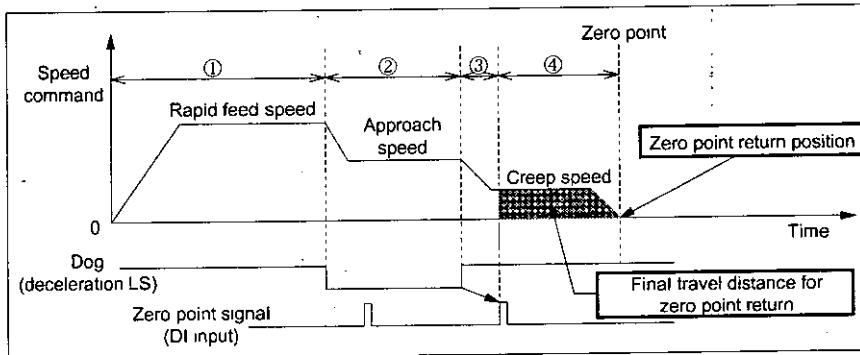 Zero point
① ② ③ ④
Speed
command
Rapid feed speed
Approach
speed
Zero point return position
Creep speed
0
Time
Dog
(deceleration LS)
Final travel distance for
zero point return
Zero point signal
(DI input)